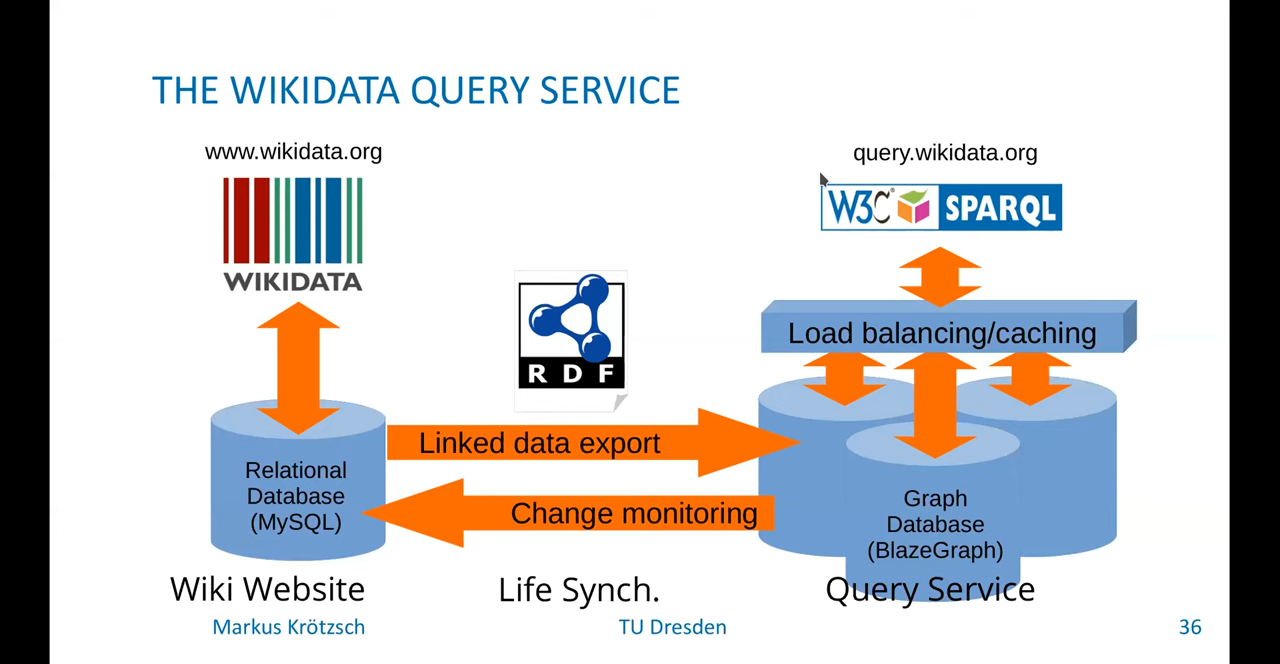 THE WIKIDATA QUERY SERVICE
www.wikidata.org
WIKIDATA
query.wikidata.org
W3C® SPARQL
RDF
Load balancing/caching
Linked data export
Change monitoring
Relational
Database
(MySQL)
Graph
Database
(BlazeGraph)
Wiki Website
Life Synch.
Query Service
Markus Krötzsch
TU Dresden
36